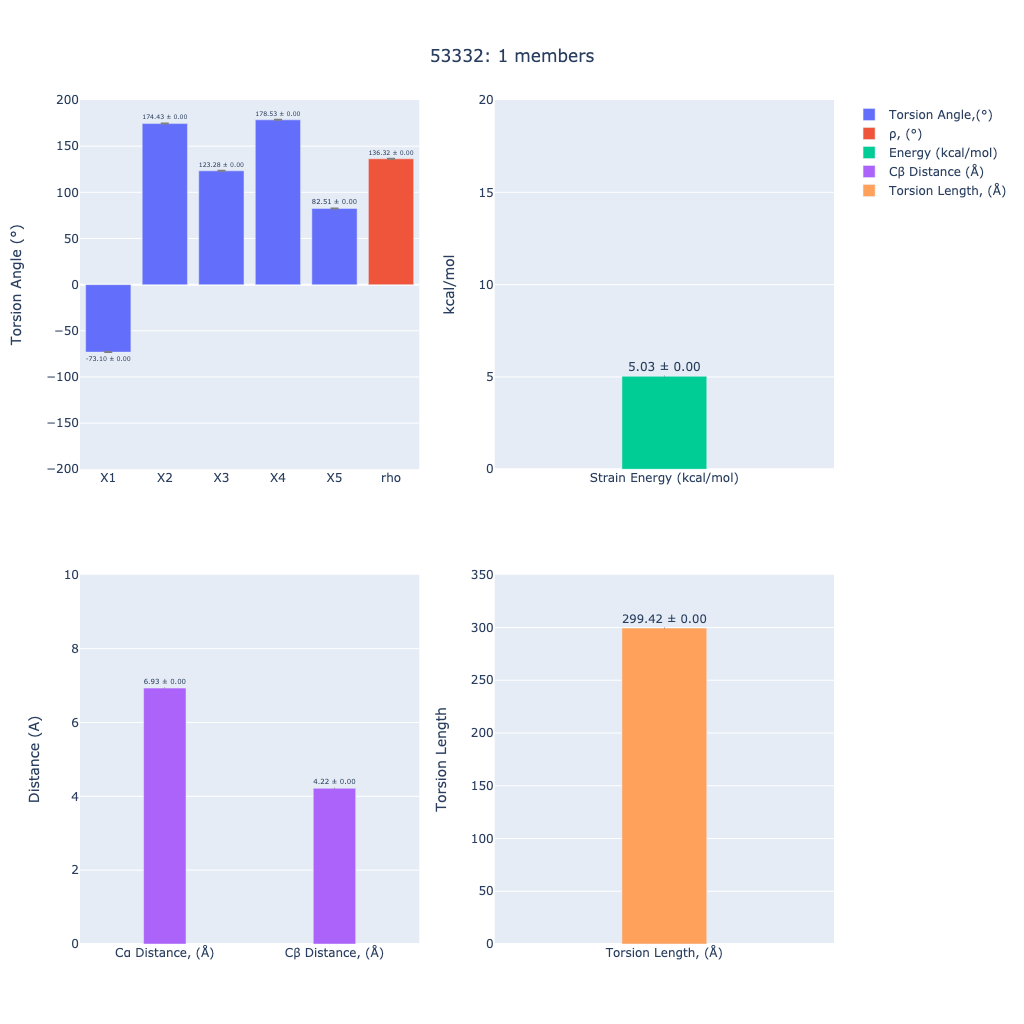 53332: 1 members
Torsion Angle (°)
200
150
100
50
0
−50
−100
−150
−200
-73.10 ± 0.00
174.43 ± 0.00
123.28 ± 0.00
178.53 ± 0.00
82.51 ± 0.00
136.32 ± 0.00
X1 X2 X3 X4 X5 rho
kcal/mol
20
15
10
5
0
5.03 ± 0.00
Strain Energy (kcal/mol)
Torsion Angle,(°)
ρ, (°)
Energy (kcal/mol)
Cβ Distance (Å)
Torsion Length, (Å)
Distance (A)
10
8
6
4
2
0
6.93 ± 0.00
4.22 ± 0.00
Cα Distance, (Å) Cβ Distance, (Å)
Torsion Length
350
300
250
200
150
100
50
0
299.42 ± 0.00
Torsion Length, (Å)